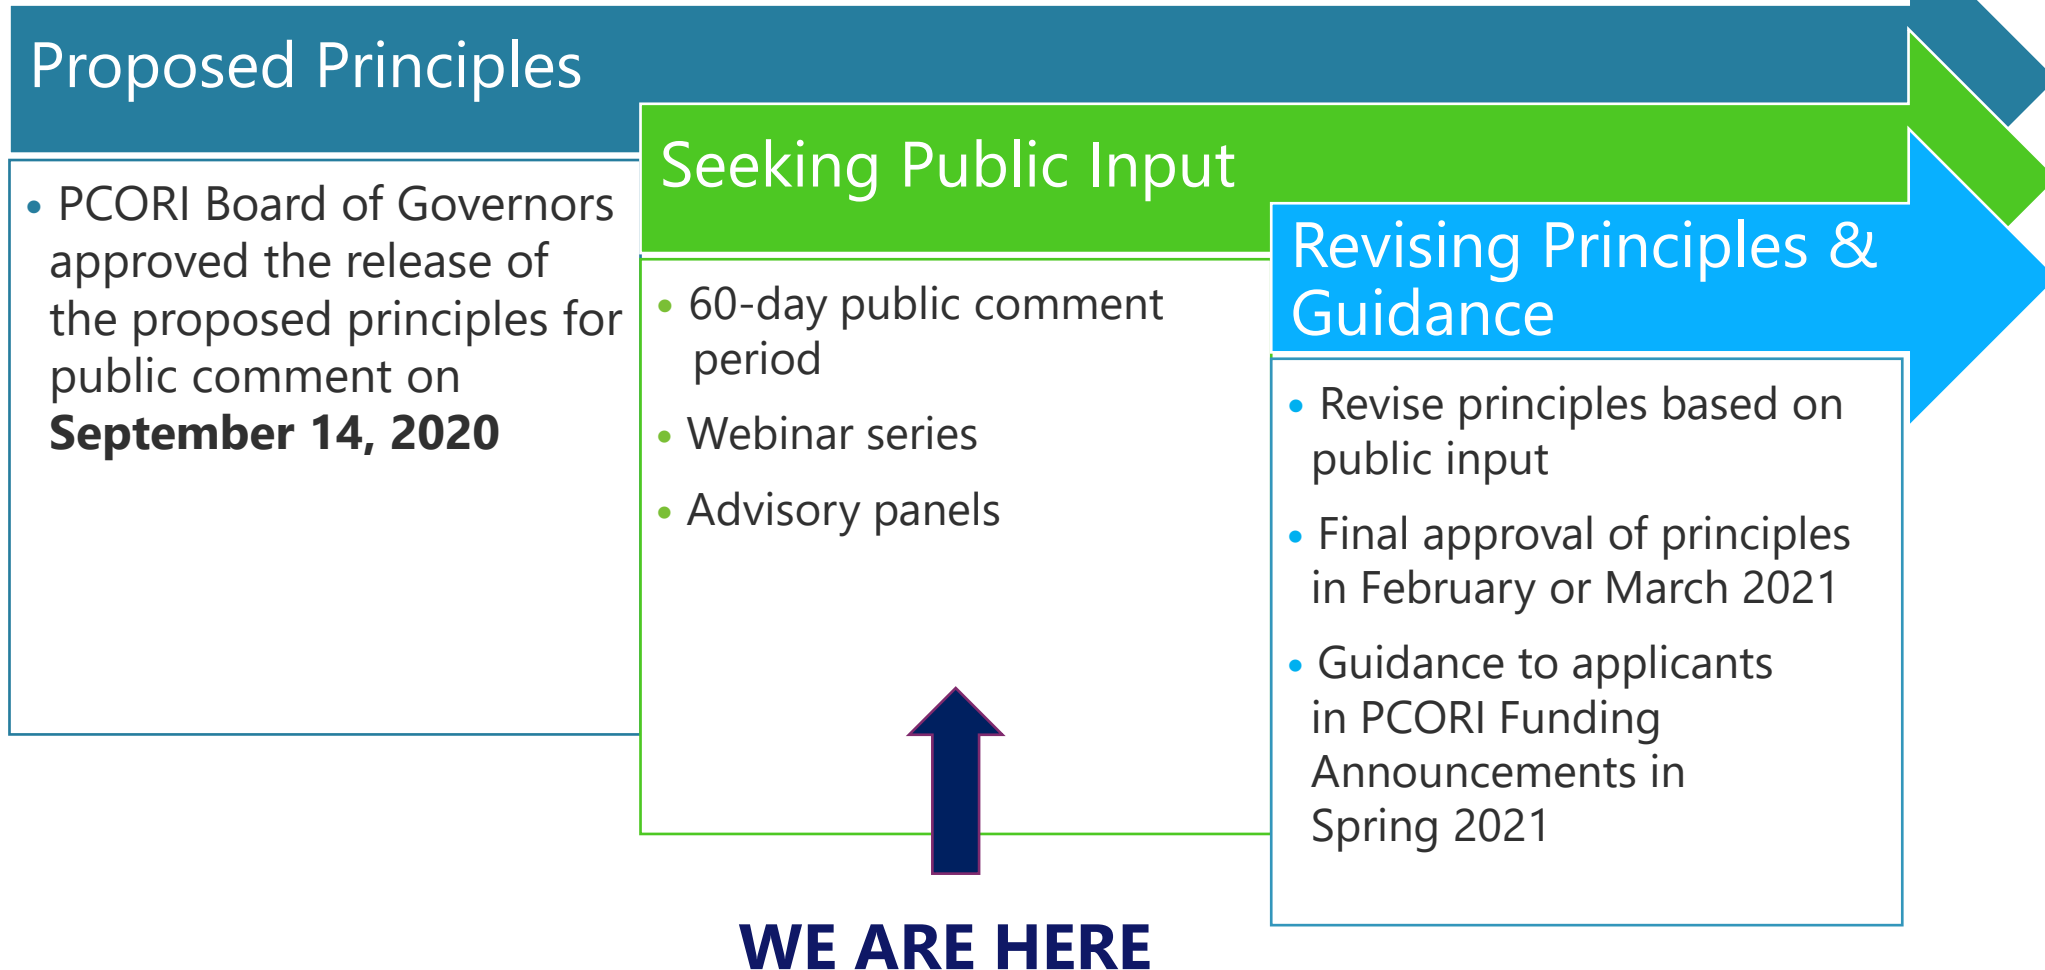 Proposed Principles
• PCORI Board of Governors
approved the release of
the proposed principles for
public comment on
September 14, 2020
Seeking Public Input
• 60-day public comment
period
• Webinar series
• Advisory panels
Revising Principles &
Guidance
• Revise principles based on
public input
• Final approval of principles
in February or March 2021
• Guidance to applicants
in PCORI Funding
Announcements in
Spring 2021
WE ARE HERE